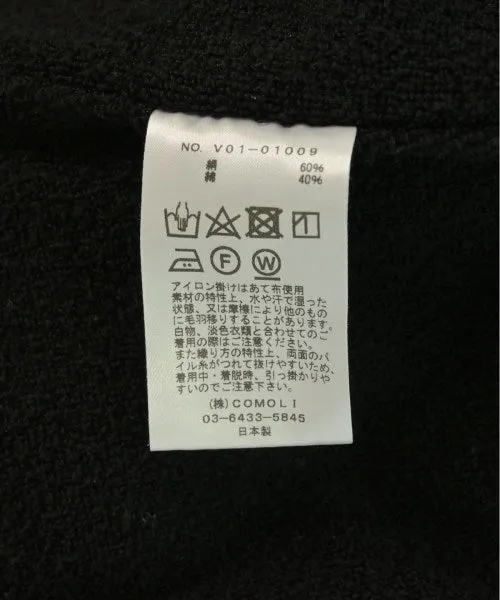 NO. V01-01009
絹 60%
綿 40%
F
W
アイロン掛けはあて布使用
素材の特性上、水や汗で湿った
状態、又は摩擦により他のもの
に毛羽移りすることがあります。
白物、淡色衣類と合わせてのご
着用の際はご注意ください。
また織り方の特性上、両面のパ
イル糸がつれて抜けやすいため、
着用中・着脱時、引っ掛かりや
すいのでご注意下さい。
(株)COMOLI
03-6433-5845
日本製